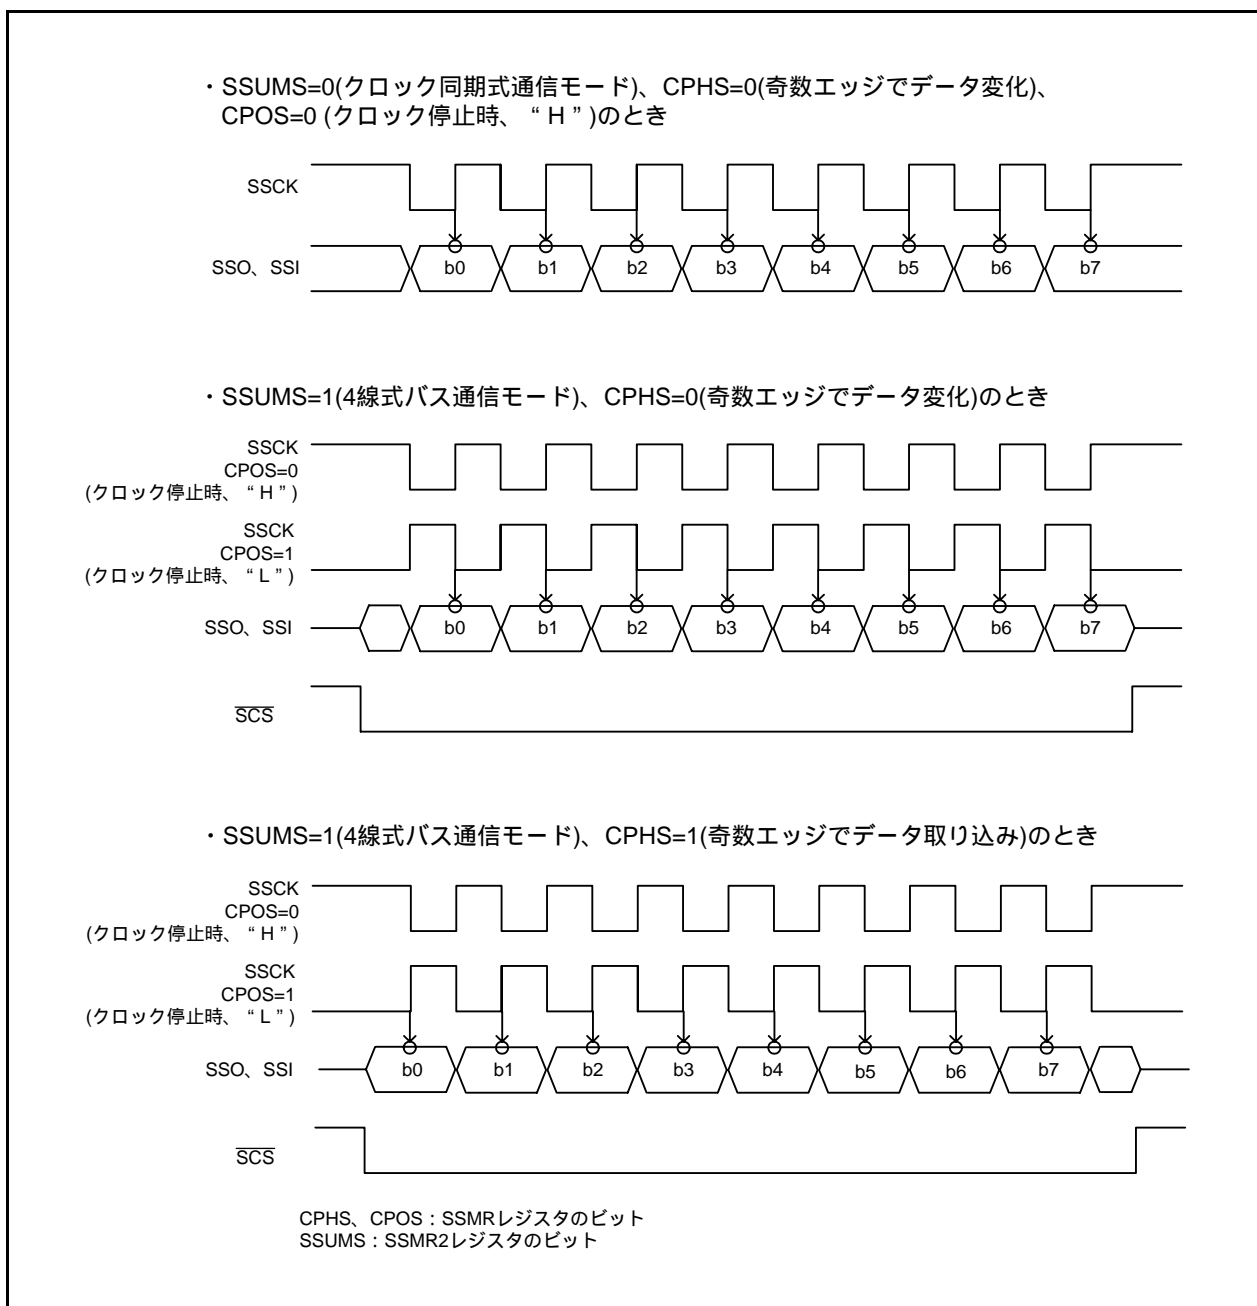 ・SSUMS=0(クロック同期式通信モード)、CPHS=0(奇数エッジでデータ変化)、
CPOS=0 (クロック停止時、“ H ” )のとき
SSCK
SSO、SSI
b0 b1 b2 b3 b4 b5 b6 b7
・SSUMS=1(4線式バス通信モード)、CPHS=0(奇数エッジでデータ変化)のとき
SSCK
CPOS=0
(クロック停止時、“ H ” )
SSCK
CPOS=1
(クロック停止時、“ L ” )
SSO、SSI
b0 b1 b2 b3 b4 b5 b6 b7
SCS
・SSUMS=1(4線式バス通信モード)、CPHS=1(奇数エッジでデータ取り込み)のとき
SSCK
CPOS=0
(クロック停止時、“ H ” )
SSCK
CPOS=1
(クロック停止時、“ L ” )
SSO、SSI
b0 b1 b2 b3 b4 b5 b6 b7
SCS
CPHS、CPOS : SSMRレジスタのビット
SSUMS : SSMR2レジスタのビット